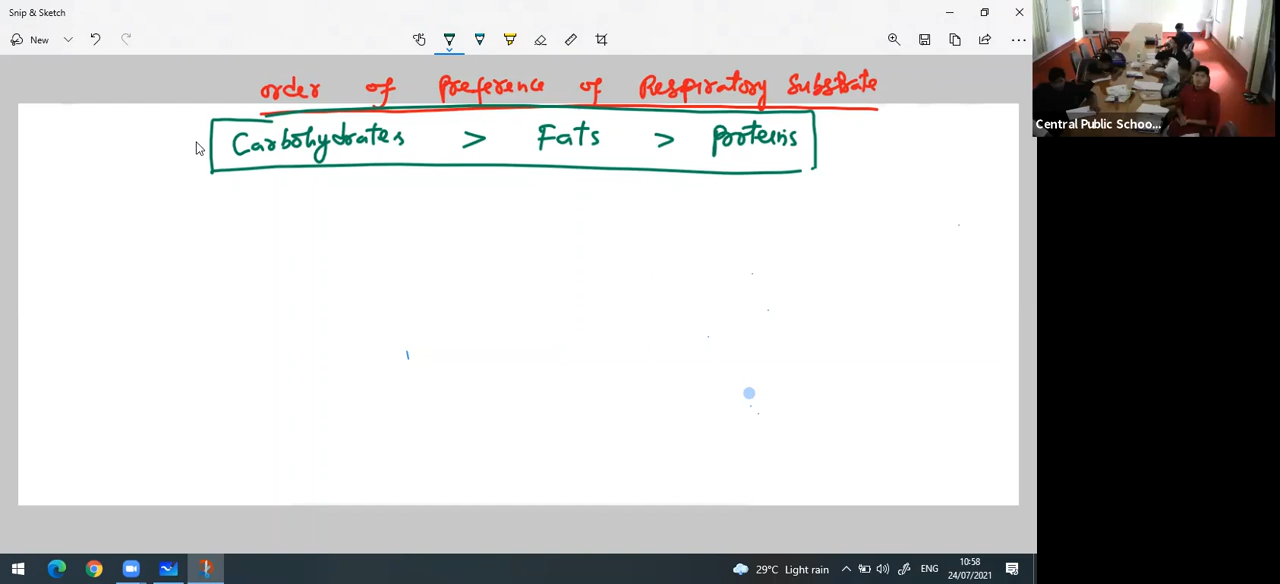 Snip & Sketch
New
order of Preference of Respiratory Substrate
Carbohydrates > Fats > Proteins
Central Public Schoo...
29°C Light rain
ENG
10:58
24/07/2021